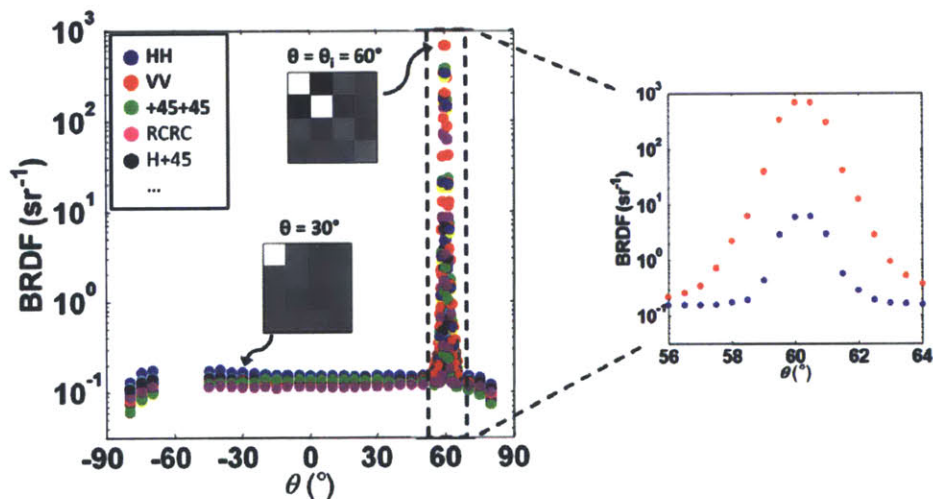 HH
VV
+45+45
RCRC
H+45
...
θ = θi = 60°
θ = 30°
BRDF (sr⁻¹)
10³
10²
10¹
10⁰
10⁻¹
-90 -60 -30 0 30 60 90
θ (°)
BRDF (sr⁻¹)
10³
10²
10¹
10⁰
10⁻¹
56 58 60 62 64
θ (°)